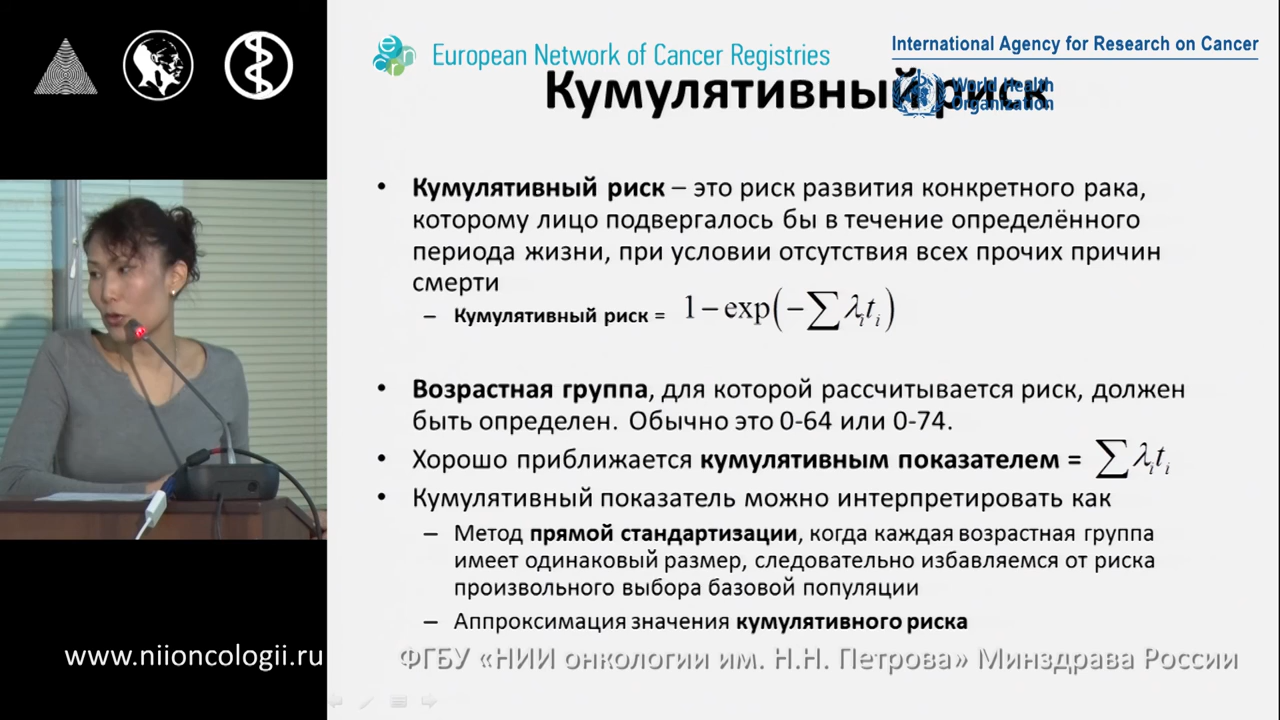 European Network of Cancer Registries
International Agency for Research on Cancer
World Health
Organization
Кумулятивный риск
• Кумулятивный риск – это риск развития конкретного рака,
которому лицо подвергалось бы в течение определённого
периода жизни, при условии отсутствия всех прочих причин
смерти
– Кумулятивный риск = 1 − exp(−∑ λᵢtᵢ)
• Возрастная группа, для которой рассчитывается риск, должен
быть определен. Обычно это 0-64 или 0-74.
• Хорошо приближается кумулятивным показателем = ∑ λᵢtᵢ
• Кумулятивный показатель можно интерпретировать как
– Метод прямой стандартизации, когда каждая возрастная группа
имеет одинаковый размер, следовательно избавляемся от риска
произвольного выбора базовой популяции
– Аппроксимация значения кумулятивного риска
www.niioncologii.ru
ФГБУ «НИИ онкологии им. Н.Н. Петрова» Минздрава России